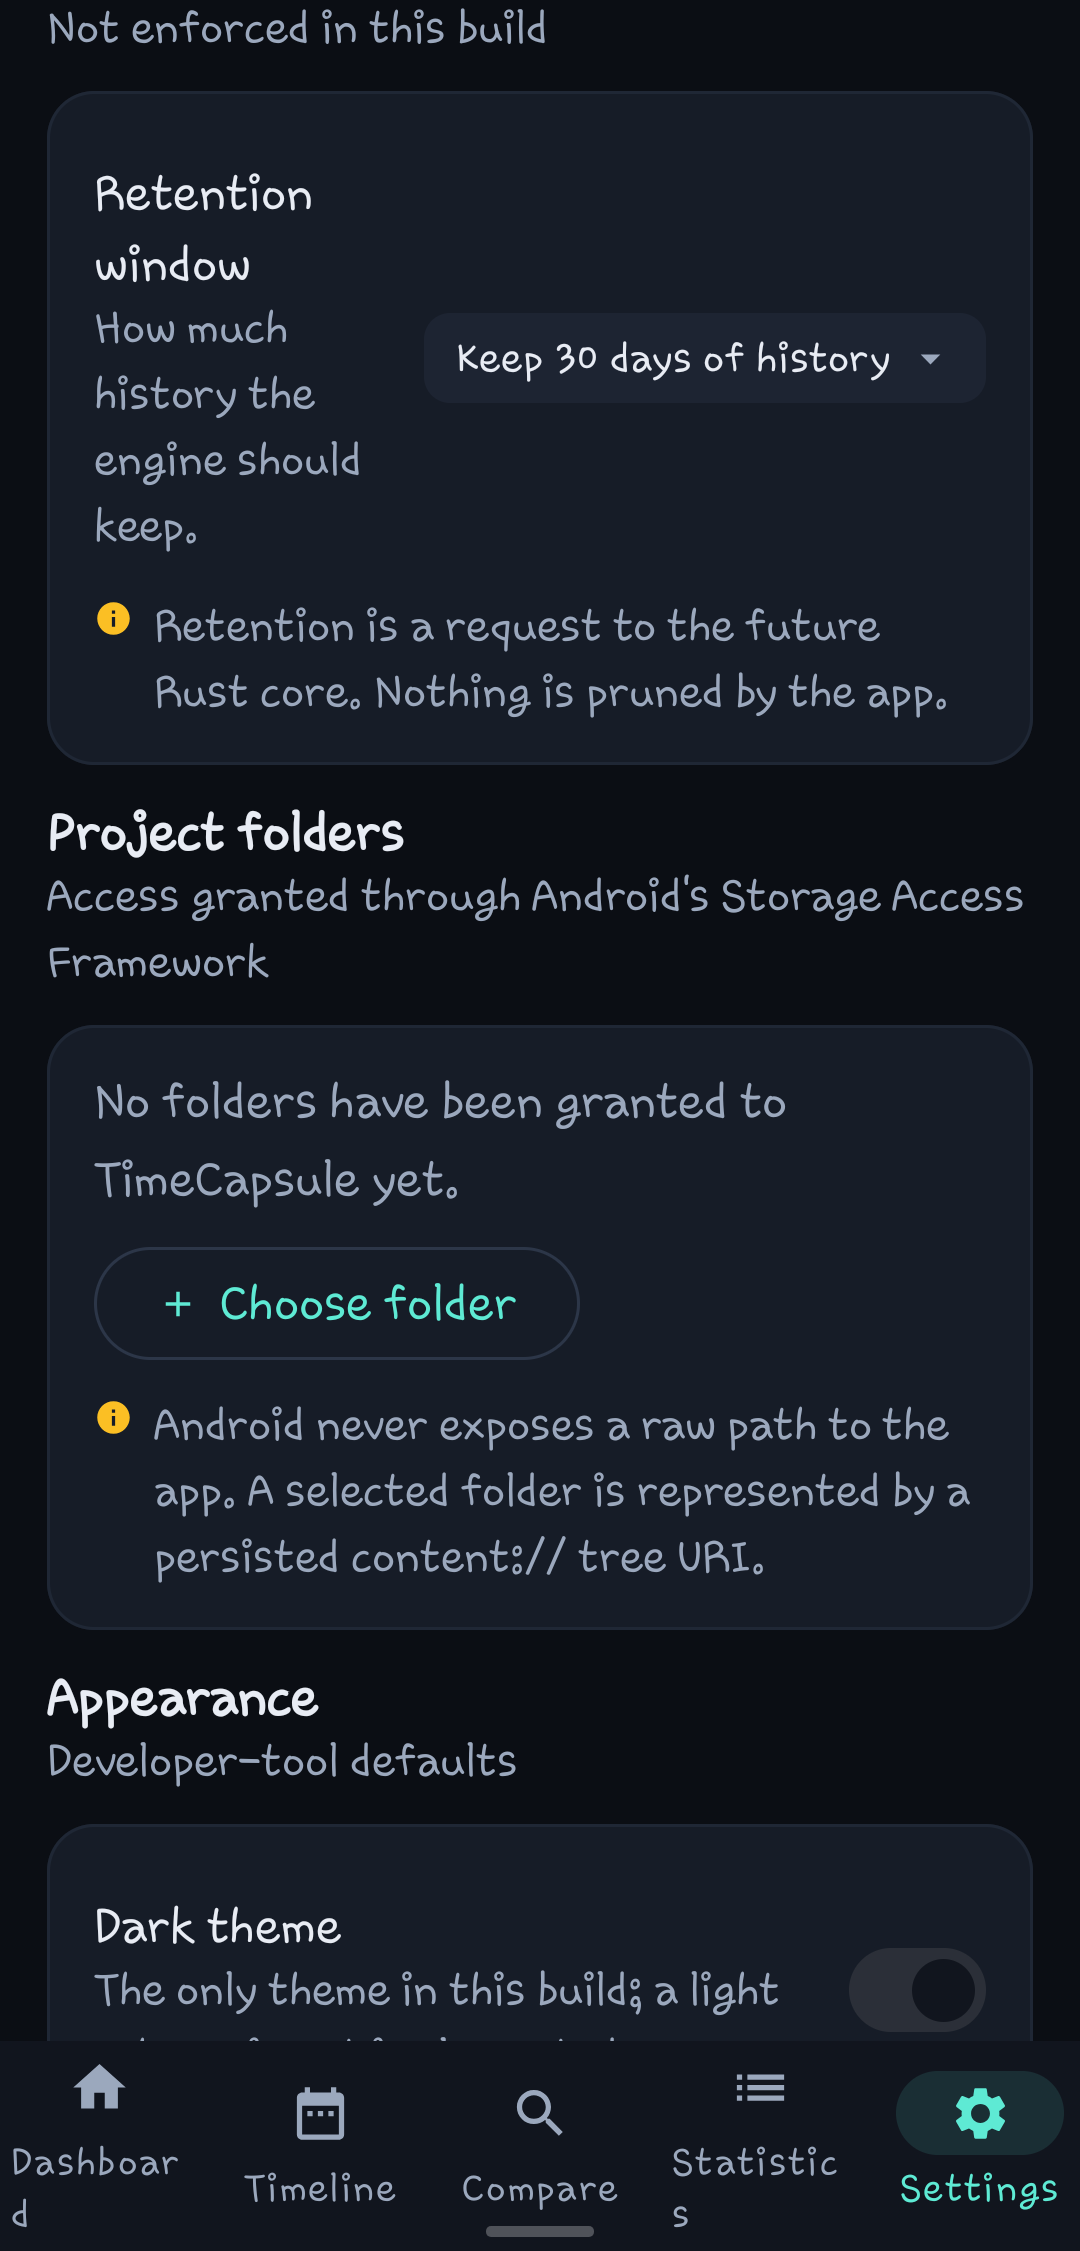 Not enforced in this build
Retention
window
How much
history the
engine should
keep.
Keep 30 days of history
Retention is a request to the future
Rust core. Nothing is pruned by the app.
Project folders
Access granted through Android's Storage Access
Framework
No folders have been granted to
TimeCapsule yet.
+ Choose folder
Android never exposes a raw path to the
app. A selected folder is represented by a
persisted content:// tree URI.
Appearance
Developer-tool defaults
Dark theme
The only theme in this build; a light
Dashboar
d
Timeline
Compare
Statistic
s
Settings